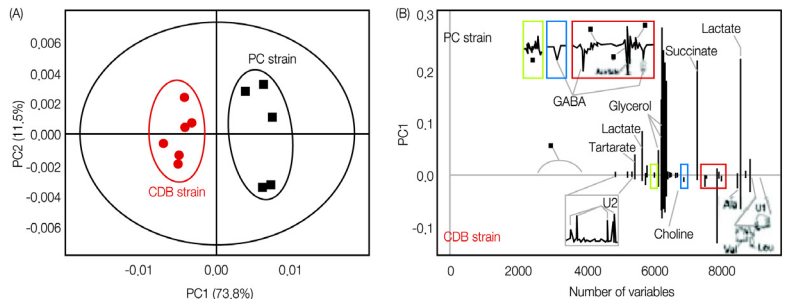 (A)
0,006
0,004
0,002
0,000
-0,002
-0,004
-0,006
PC2 (11,5%)
PC strain
CDB strain
-0,01
0,00
0,01
PC1 (73,8%)
(B)
0,3
0,2
0,1
0,0
-0,1
PC1
PC strain
CDB strain
GABA
Acetate
Glycerol
Lactate
Tartarate
Succinate
Lactate
U2
Choline
Ala
U1
Val
Leu
0
2000
4000
6000
8000
Number of variables